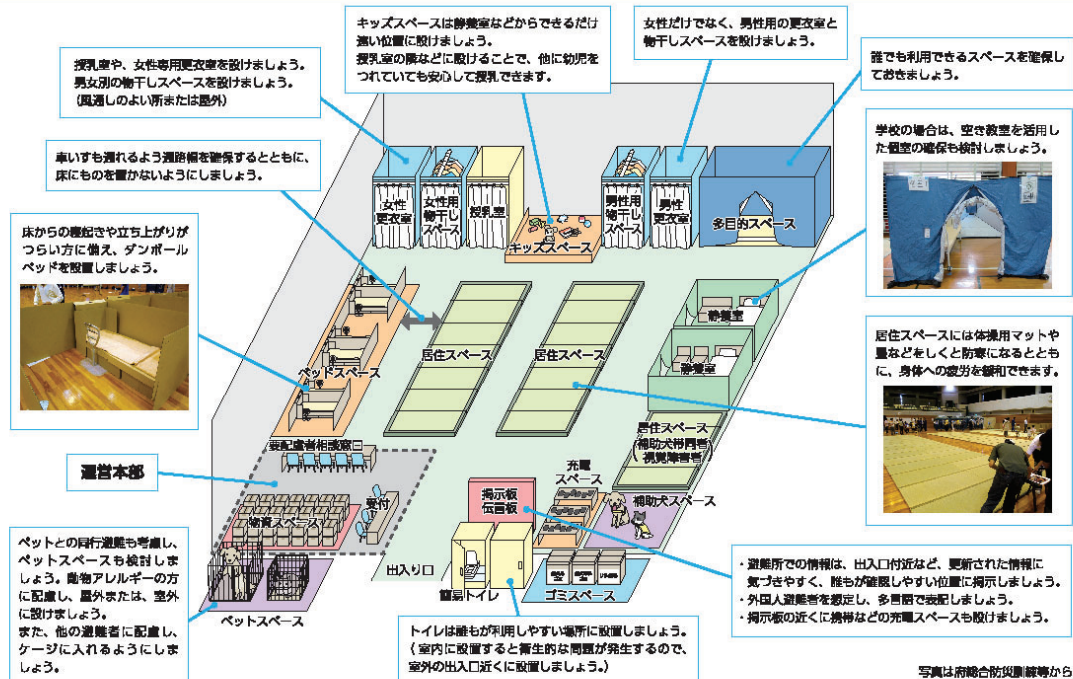 キッズスペースは静養室などからできるだけ
遠い位置に設けましょう。
授乳室の隣などに設けることで、他に幼児を
つれていても安心して授乳できます。
女性だけでなく、男性用の更衣室と
物干しスペースを設けましょう。
誰でも利用できるスペースを確保し
ておきましょう。
授乳室や、女性専用更衣室を設けましょう。
男女別の物干しスペースを設けましょう。
（風通しのよい所または屋外）
学校の場合は、空き教室を活用し
た個室の確保も検討しましょう。
車いすも通れるよう通路幅を確保するとともに、
床にものを置かないようにしましょう。
床からの寝起きや立ち上がりが
つらい方に備え、ダンボール
ベッドを設置しましょう。
女性
更衣室
女性用
物干し
スペース
授乳室
キッズスペース
男性用
物干し
スペース
男性
更衣室
多目的スペース
静養室
静養室
居住スペース
居住スペース
ベッドスペース
居住スペースには体操用マットや
畳などをしくと防寒になるととも
に、身体への疲労を緩和できます。
居住スペース
補助犬帯同者
視覚障害者
要配慮者相談窓口
運営本部
受付
物資スペース
掲示板
伝言板
充電
スペース
補助犬スペース
出入り口
簡易トイレ
ゴミスペース
ペットスペース
ペットとの同行避難も考慮し、
ペットスペースも検討しま
しょう。動物アレルギーの方
に配慮し、屋外または、室外
に設けましょう。
また、他の避難者に配慮し、
ケージに入れるようにしま
しょう。
トイレは誰もが利用しやすい場所に設置しましょう。
（室内に設置すると衛生的な問題が発生するので、
室外の出入口近くに設置しましょう。）
・避難所での情報は、出入口付近など、更新された情報に
気づきやすく、誰もが確認しやすい位置に掲示しましょう。
・外国人避難者を想定し、多言語で表記しましょう。
・掲示板の近くに携帯などの充電スペースも設けましょう。
写真は府総合防災訓練等から